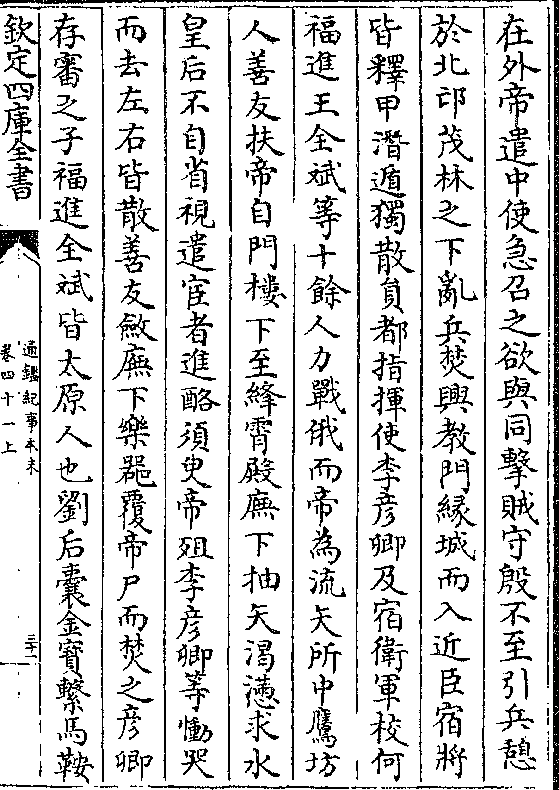 在外帝遣中使急召之欲與同擊賊守殷不至引兵憩
於北邙茂林之下亂兵焚興教門緣城而入近臣宿將
皆釋甲潛遁獨散員都指揮使李彦卿及宿衛軍校何
福進王全斌等十餘人力戰俄而帝為流矢所中鷹坊
人善友扶帝自門樓下至絳霄殿廡下抽矢渇懣求水
皇后不自省視遣宦者進酪須臾帝殂李彦卿等慟哭
而去左右皆散善友斂廡下樂器覆帝尸而焚之彦卿
存審之子福進全斌皆太原人也劉后囊金寳繫馬鞍
欽定四庫全書
通鑑紀事本末
卷四十一上
三十一